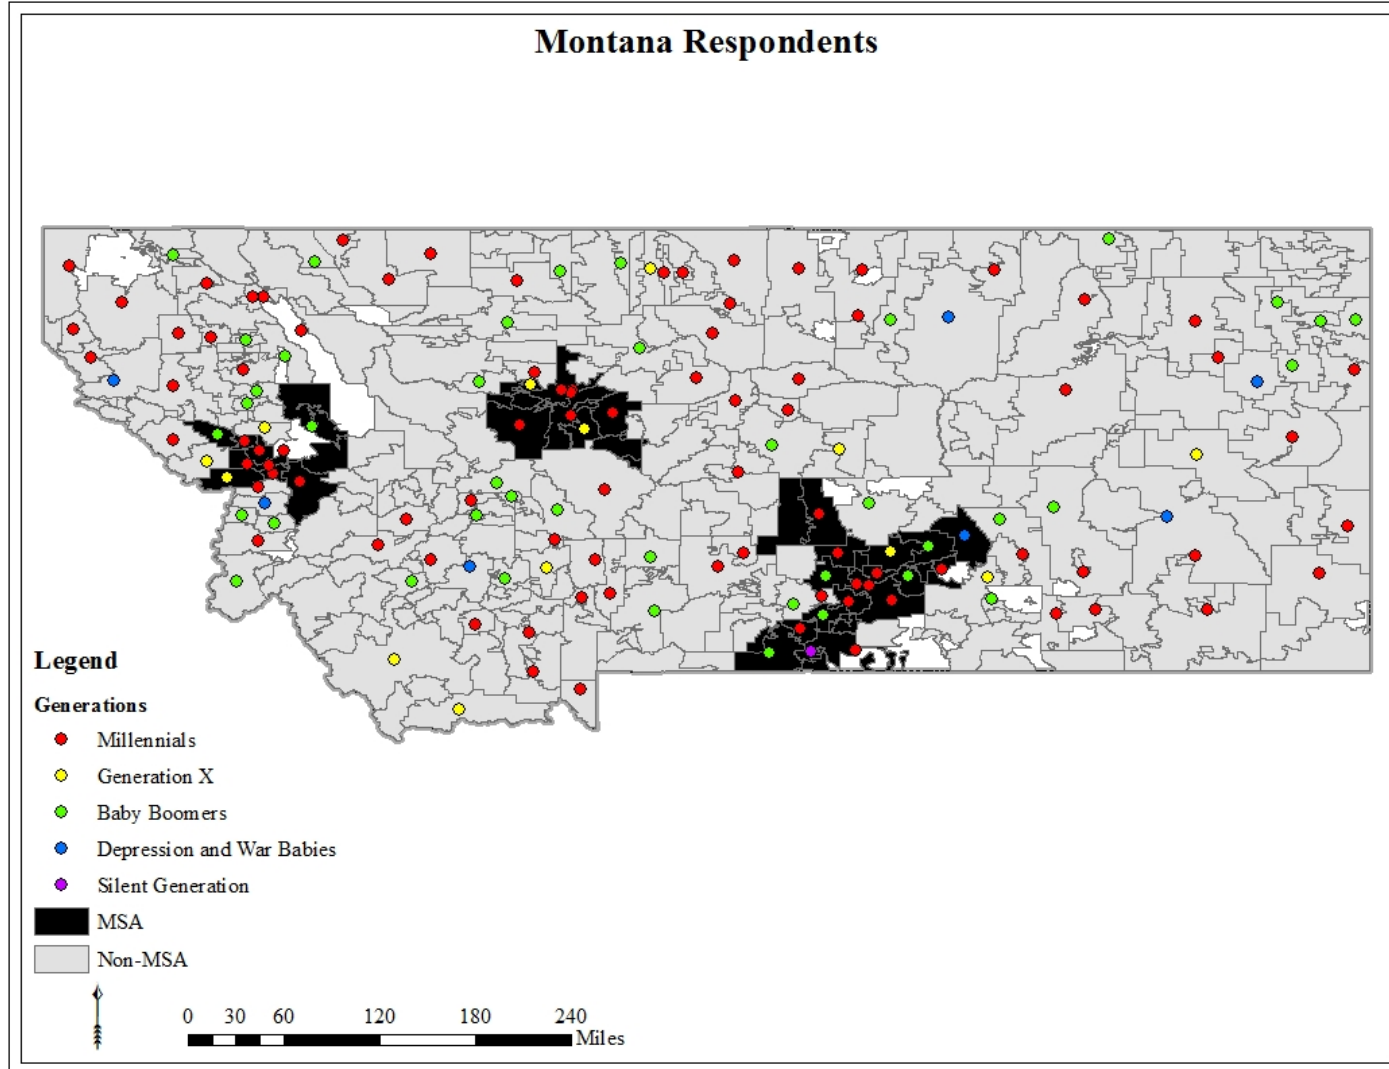 Montana Respondents
Legend
Generations
Millennials
Generation X
Baby Boomers
Depression and War Babies
Silent Generation
MSA
Non-MSA
0 30 60 120 180 240
Miles